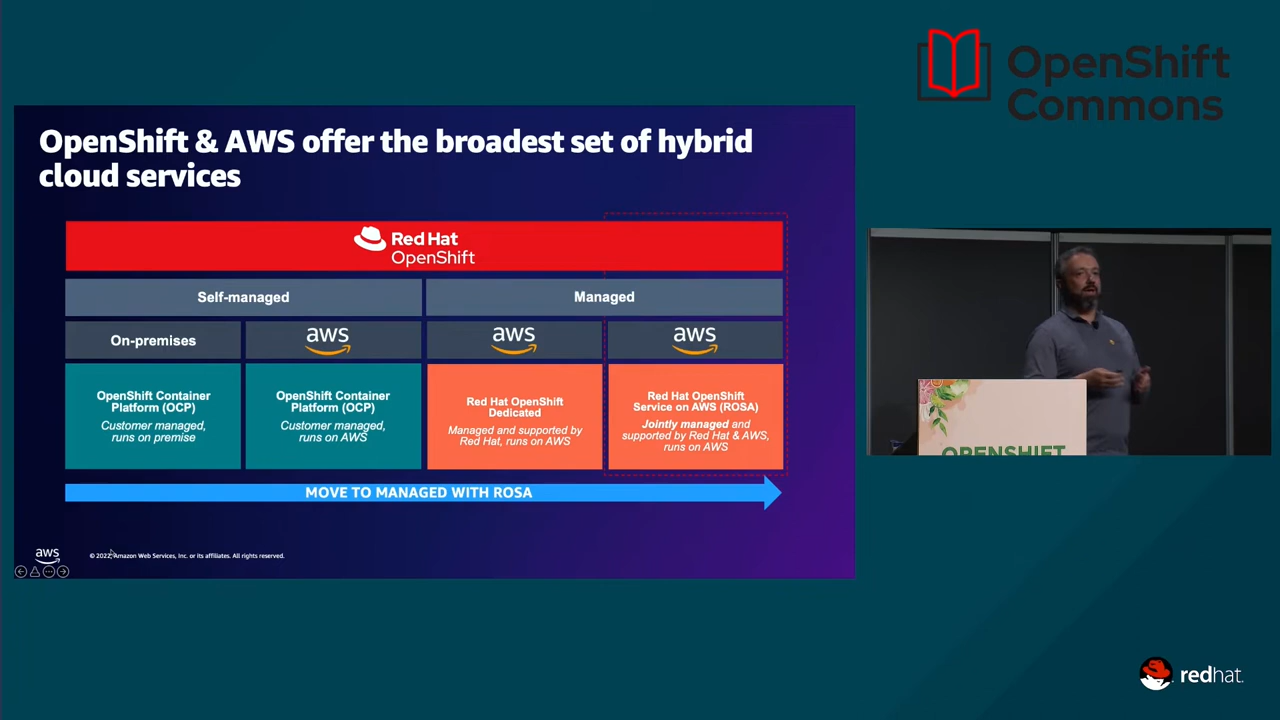 OpenShift
Commons
OpenShift & AWS offer the broadest set of hybrid
cloud services
Red Hat
OpenShift
Self-managed
Managed
On-premises
aws
aws
aws
OpenShift Container
Platform (OCP)
Customer managed,
runs on premise
OpenShift Container
Platform (OCP)
Customer managed,
runs on AWS
Red Hat OpenShift
Dedicated
Managed and supported by
Red Hat, runs on AWS
Red Hat OpenShift
Service on AWS (ROSA)
Jointly managed and
supported by Red Hat & AWS,
runs on AWS
MOVE TO MANAGED WITH ROSA
aws
© 2022, Amazon Web Services, Inc. or its affiliates. All rights reserved.
OPENSHIFT
redhat.